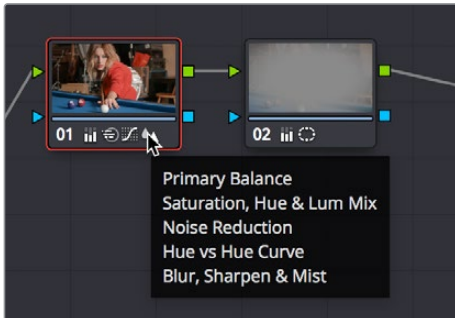 01
02
Primary Balance
Saturation, Hue & Lum Mix
Noise Reduction
Hue vs Hue Curve
Blur, Sharpen & Mist